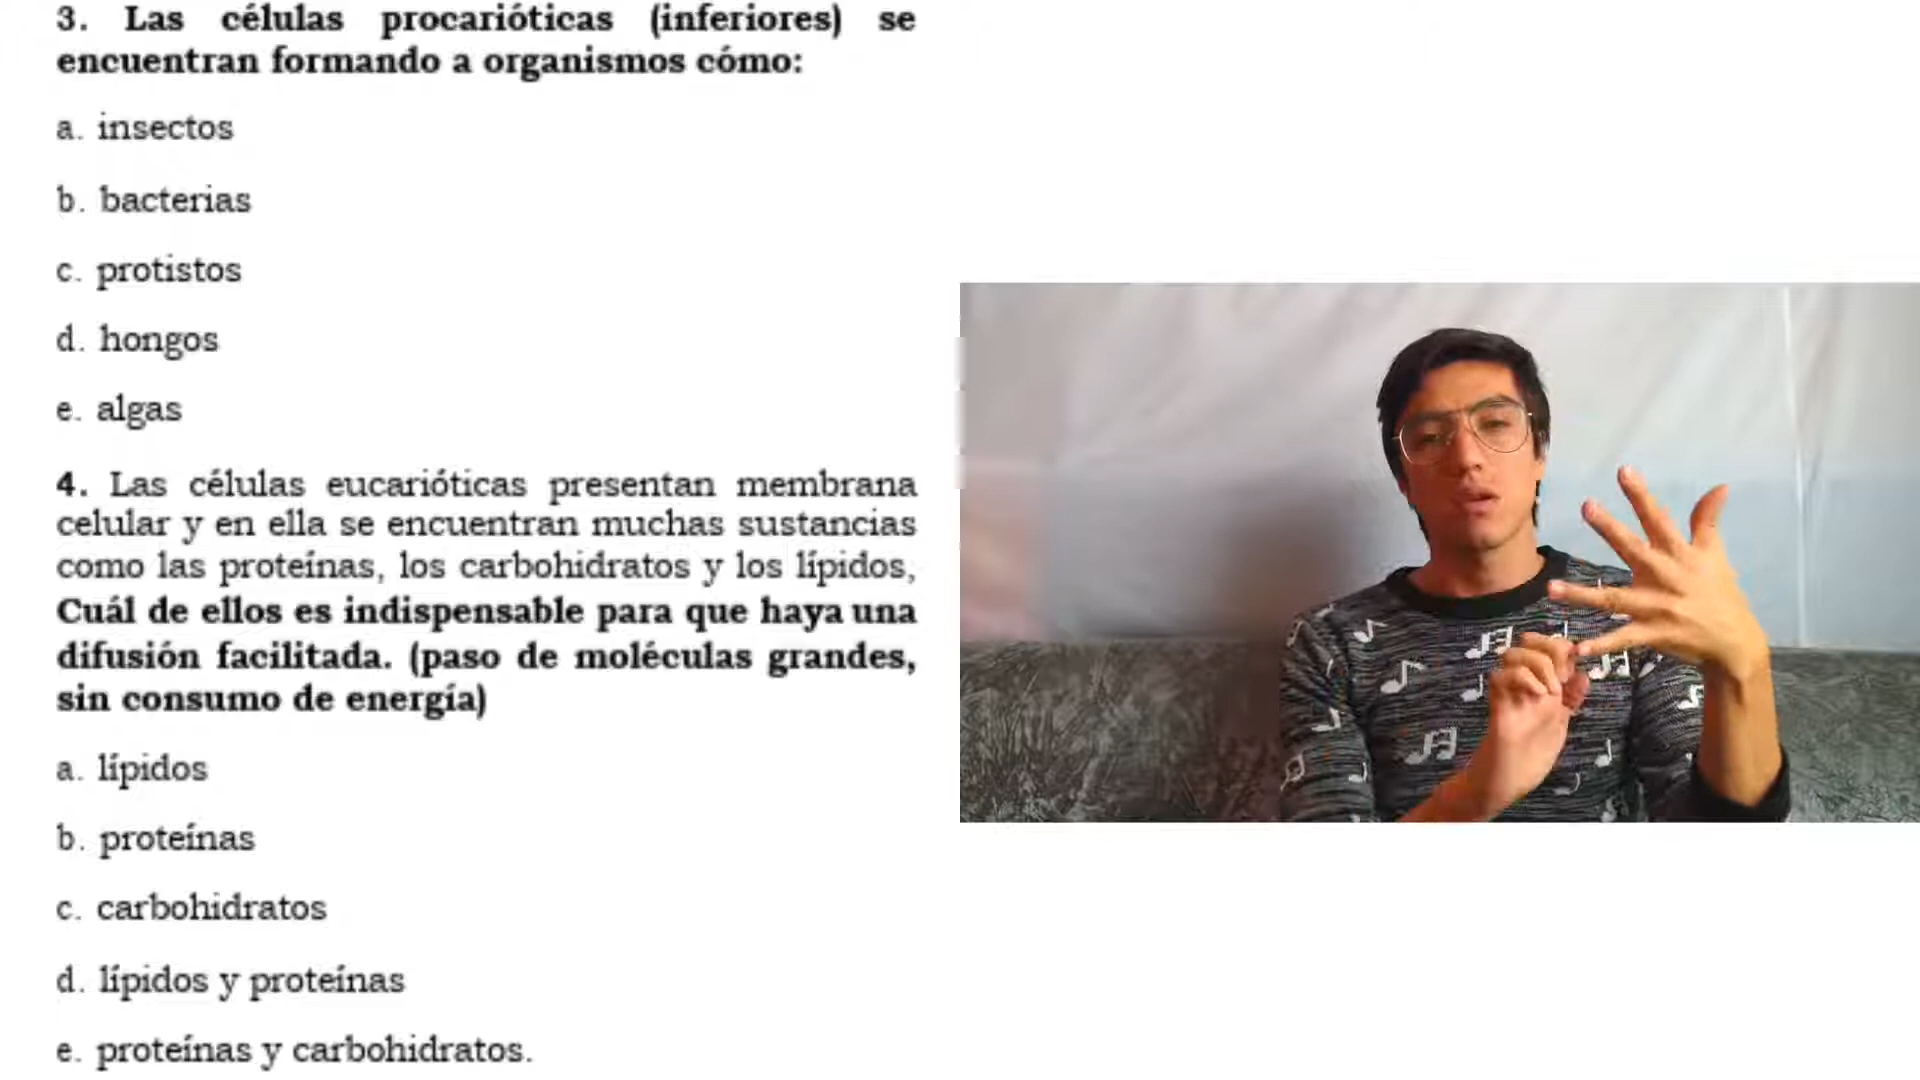 3. Las células procarióticas (inferiores) se
encuentran formando a organismos cómo:
a. insectos
b. bacterias
c. protistos
d. hongos
e. algas
4. Las células eucarióticas presentan membrana
celular y en ella se encuentran muchas sustancias
como las proteínas, los carbohidratos y los lípidos,
Cuál de ellos es indispensable para que haya una
difusión facilitada. (paso de moléculas grandes,
sin consumo de energía)
a. lípidos
b. proteínas
c. carbohidratos
d. lípidos y proteínas
e. proteínas y carbohidratos.